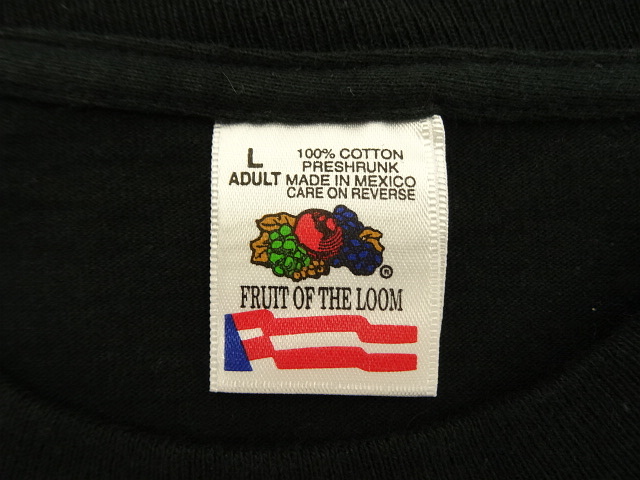 L 100% COTTON
PRESHRUNK
ADULT MADE IN MEXICO
CARE ON REVERSE
®
FRUIT OF THE LOOM